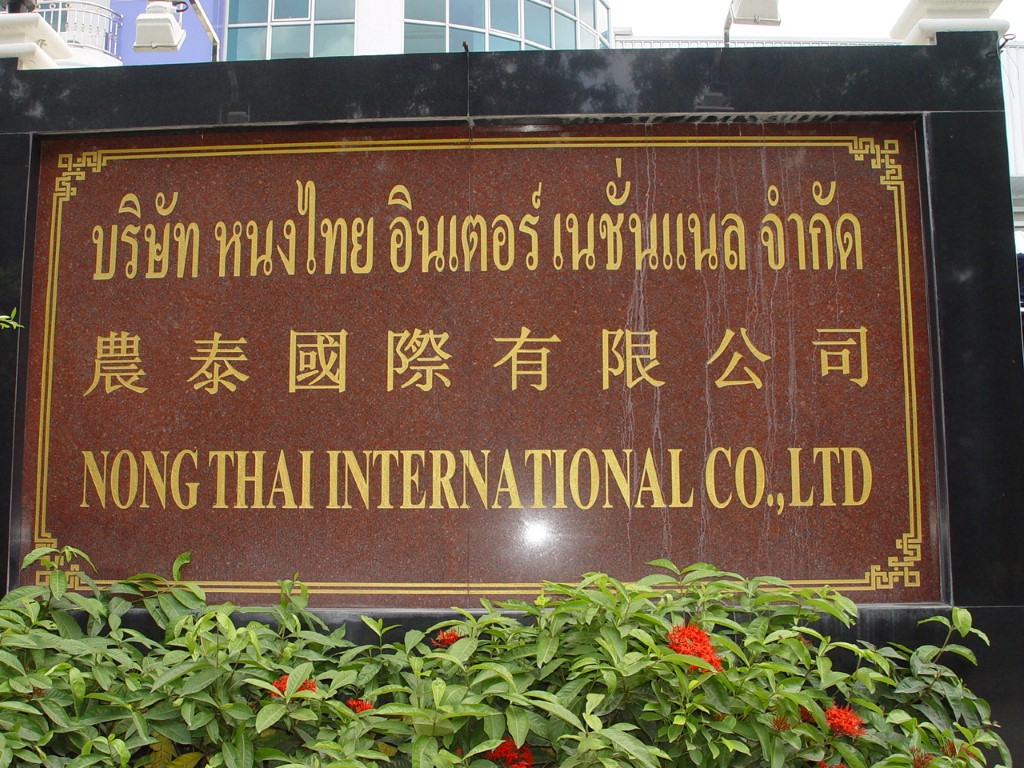 บริษัท หนงไทย อินเตอร์ เนชั่นแนล จำกัด
農泰國際有限公司
NONG THAI INTERNATIONAL CO.,LTD